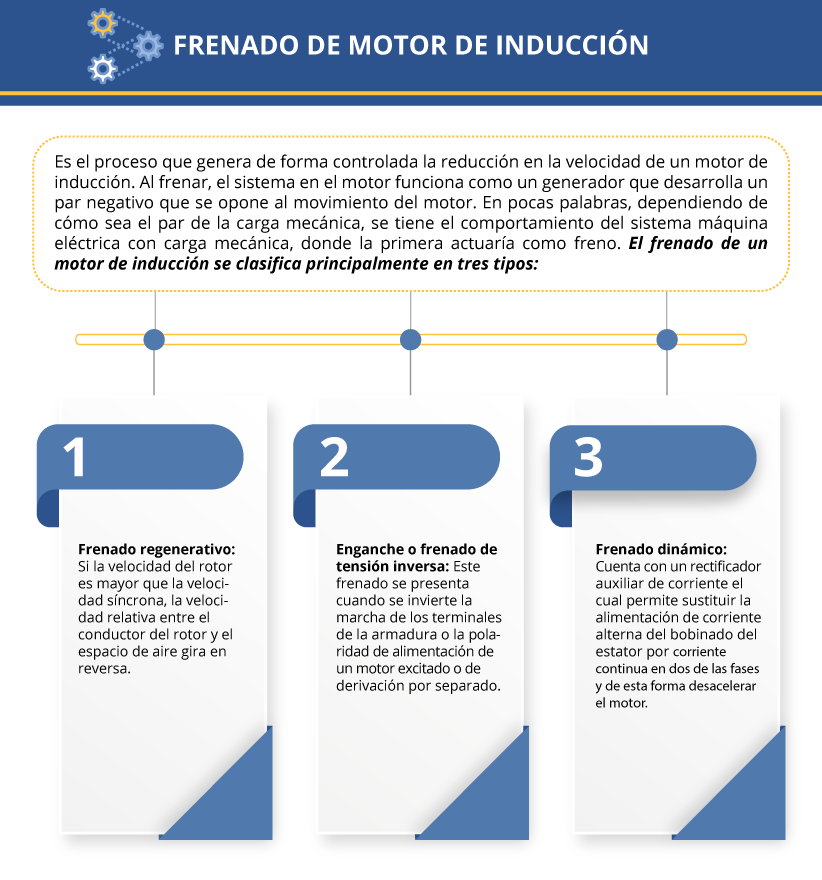 FRENADO DE MOTOR DE INDUCCIÓN
Es el proceso que genera de forma controlada la reducción en la velocidad de un motor de
inducción. Al frenar, el sistema en el motor funciona como un generador que desarrolla un
par negativo que se opone al movimiento del motor. En pocas palabras, dependiendo de
cómo sea el par de la carga mecánica, se tiene el comportamiento del sistema máquina
eléctrica con carga mecánica, donde la primera actuaría como freno. El frenado de un
motor de inducción se clasifica principalmente en tres tipos:
1
Frenado regenerativo:
Si la velocidad del rotor
es mayor que la veloci-
dad síncrona, la veloci-
dad relativa entre el
conductor del rotor y el
espacio de aire gira en
reversa.
2
Enganche o frenado de
tensión inversa: Este
frenado se presenta
cuando se invierte la
marcha de los terminales
de la armadura o la pola-
ridad de alimentación de
un motor excitado o de
derivación por separado.
3
Frenado dinámico:
Cuenta con un rectificador
auxiliar de corriente el
cual permite sustituir la
alimentación de corriente
alterna del bobinado del
estator por corriente
continua en dos de las fases
y de esta forma desacelerar
el motor.